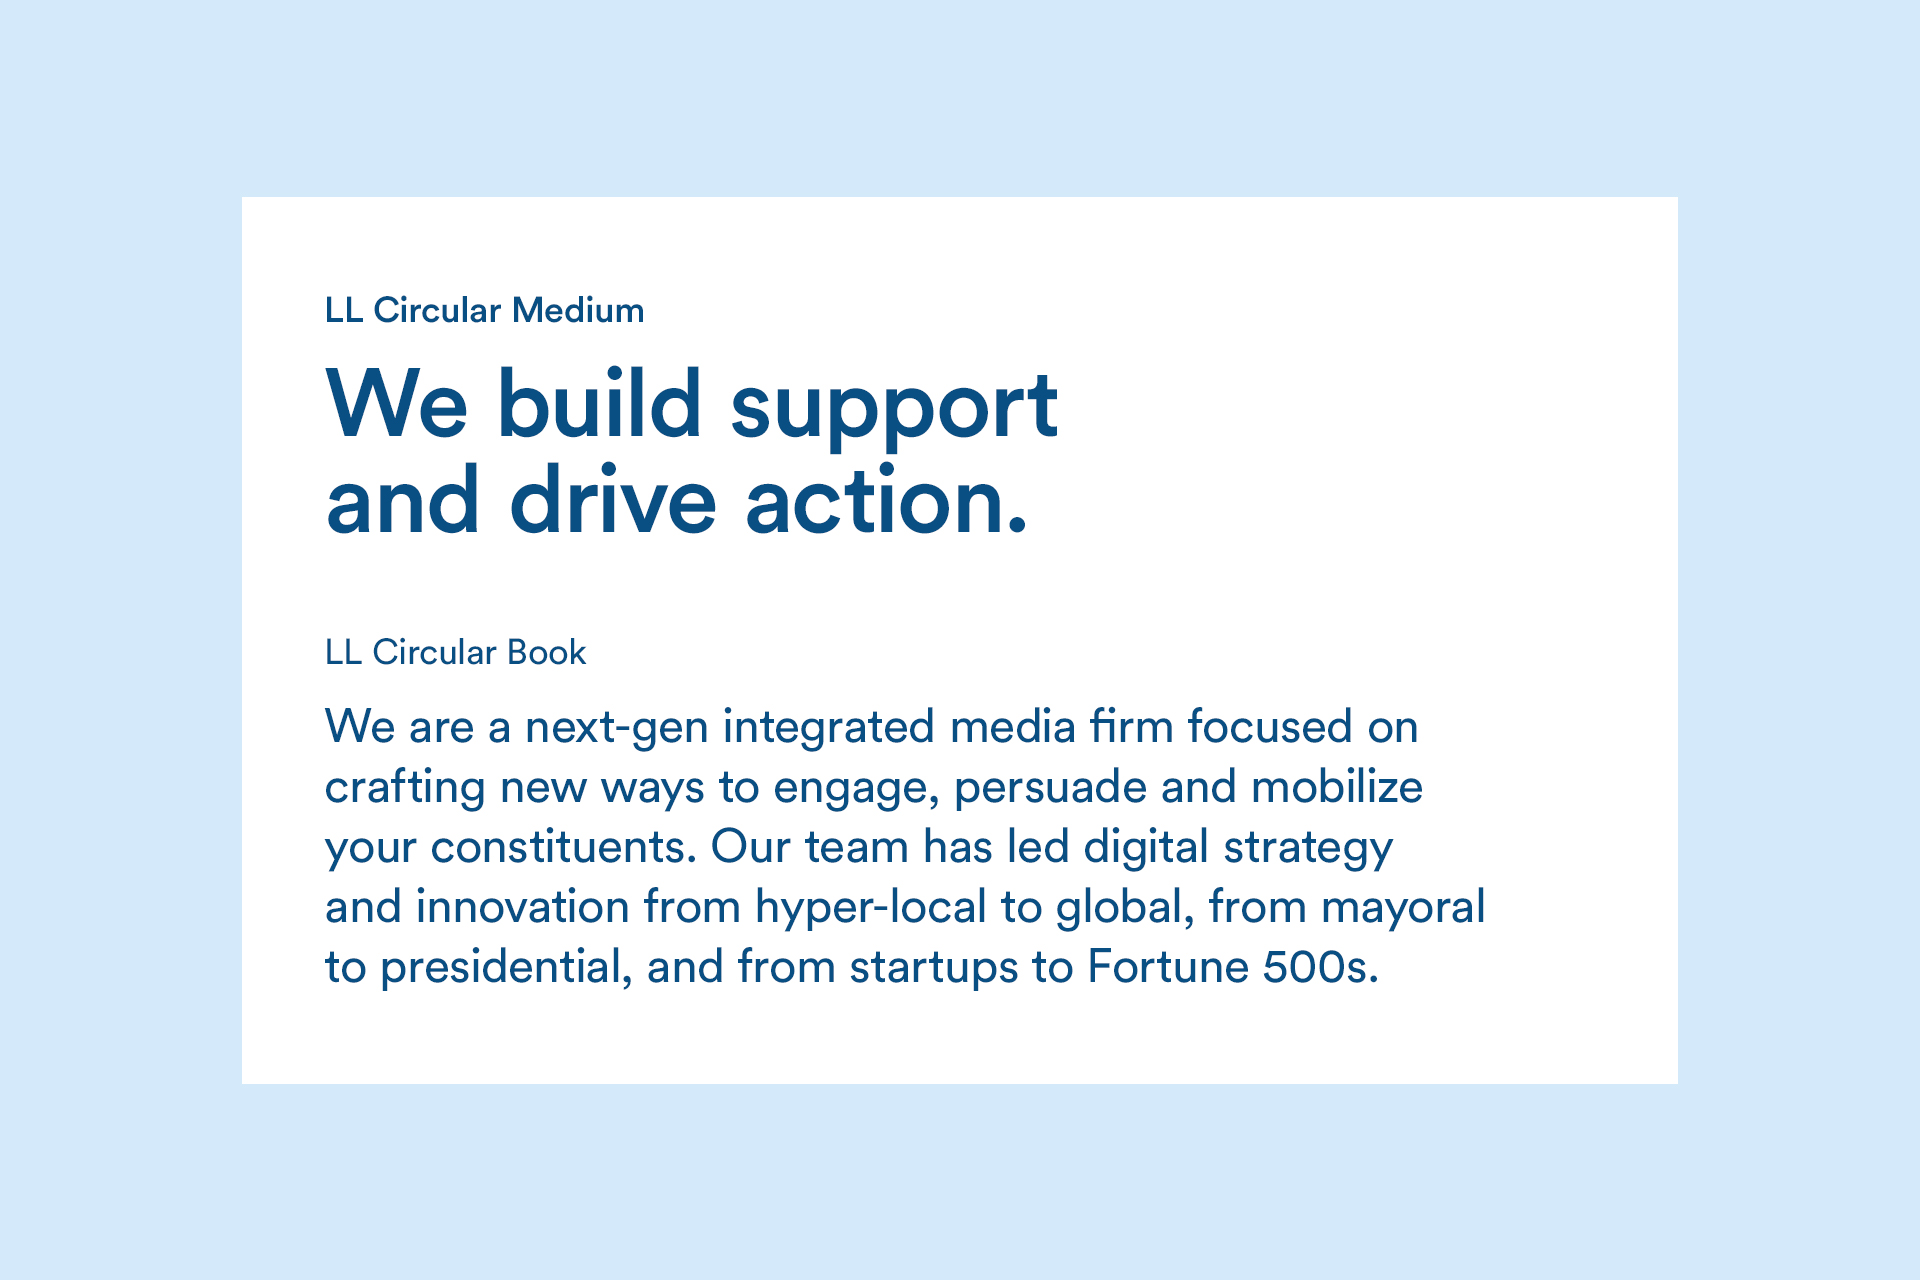 LL Circular Medium
We build support
and drive action.
LL Circular Book
We are a next-gen integrated media firm focused on
crafting new ways to engage, persuade and mobilize
your constituents. Our team has led digital strategy
and innovation from hyper-local to global, from mayoral
to presidential, and from startups to Fortune 500s.